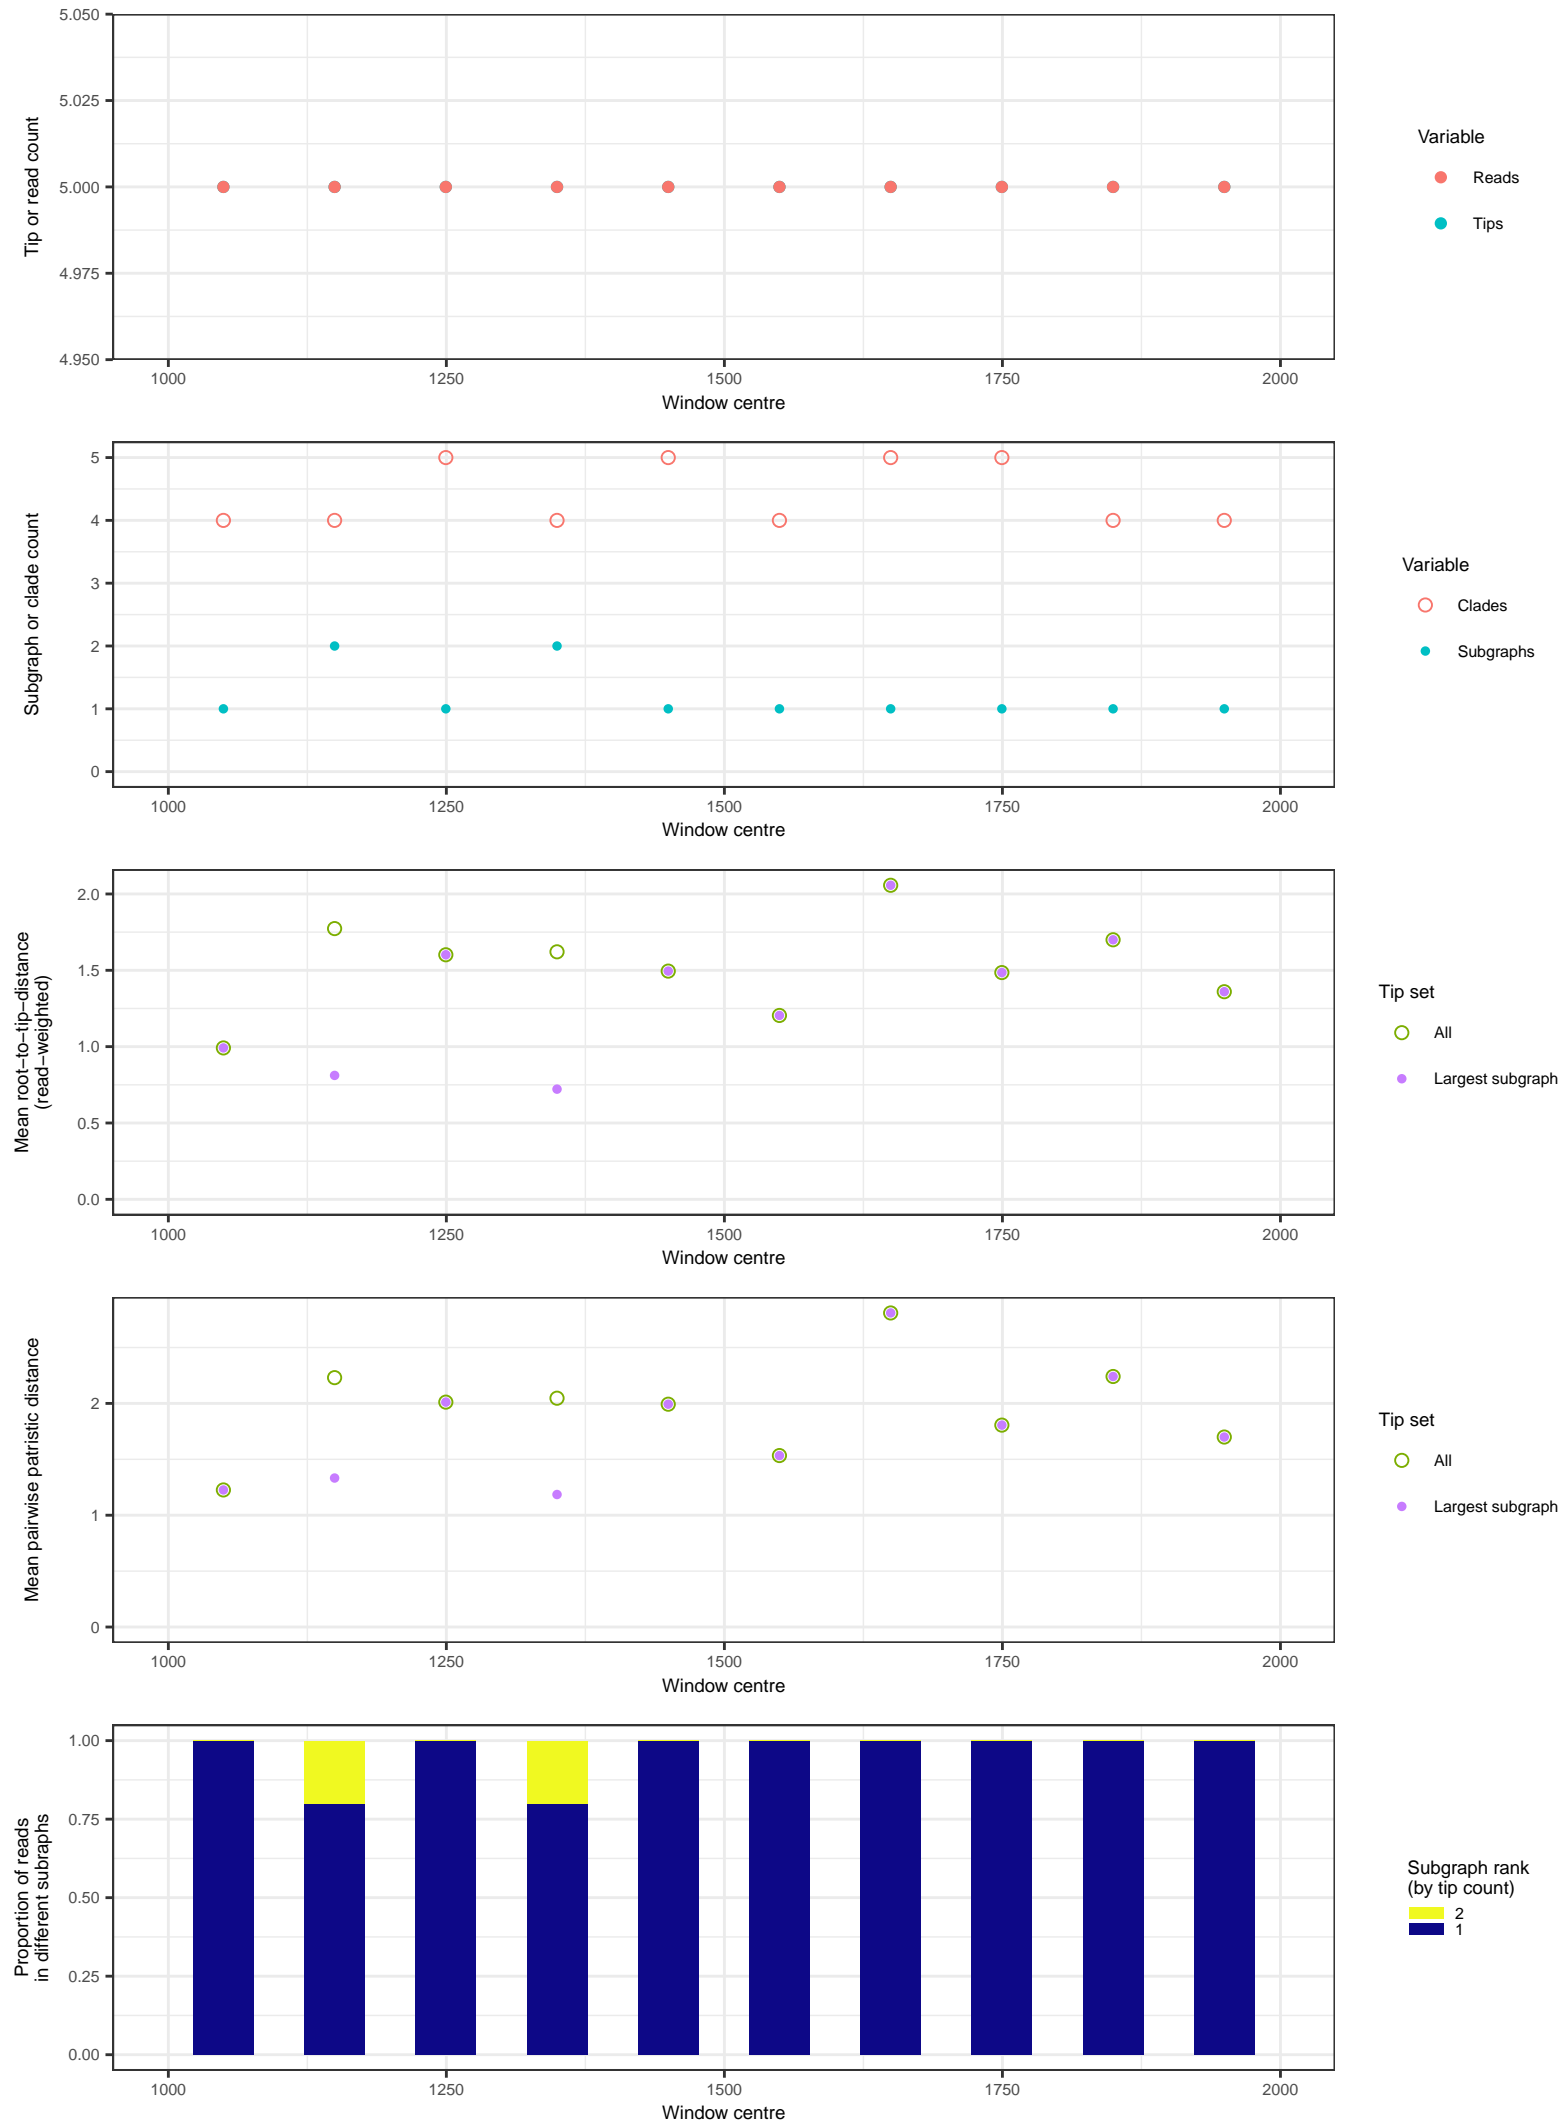 5.050
5.025
5.000
4.975
4.950
Tip or read count
1000 1250 1500 1750 2000
Window centre
Variable
Reads
Tips
5
4
3
2
1
0
Subgraph or clade count
1000 1250 1500 1750 2000
Window centre
Variable
Clades
Subgraphs
2.0
1.5
1.0
0.5
0.0
Mean root−to−tip−distance
(read−weighted)
1000 1250 1500 1750 2000
Window centre
Tip set
All
Largest subgraph
2
1
0
Mean pairwise patristic distance
1000 1250 1500 1750 2000
Window centre
Tip set
All
Largest subgraph
1.00
0.75
0.50
0.25
0.00
Proportion of reads
in different subraphs
1000 1250 1500 1750 2000
Window centre
Subgraph rank
(by tip count)
2
1